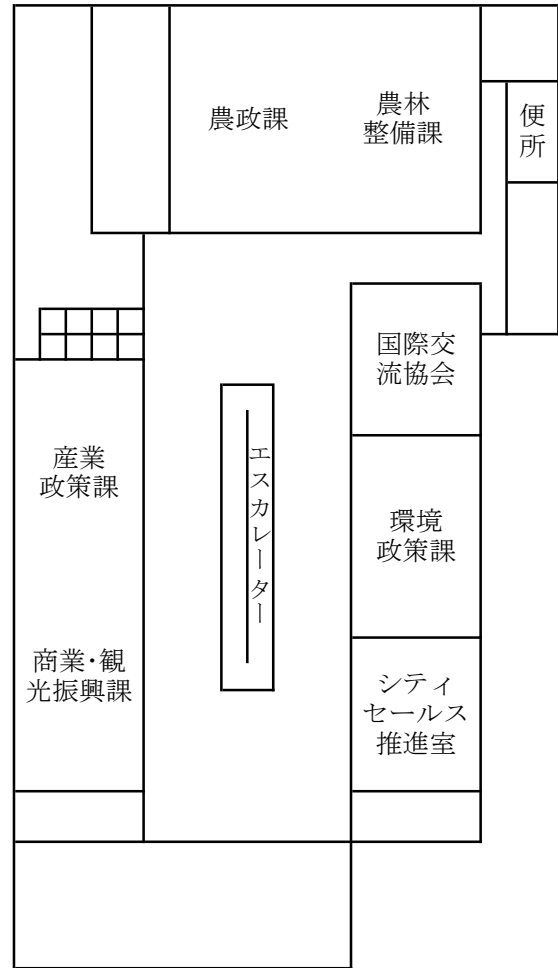 農政課
農林
整備課
便所
国際交
流協会
産業
政策課
エスカレーター
環境
政策課
商業・観
光振興課
シティ
セールス
推進室